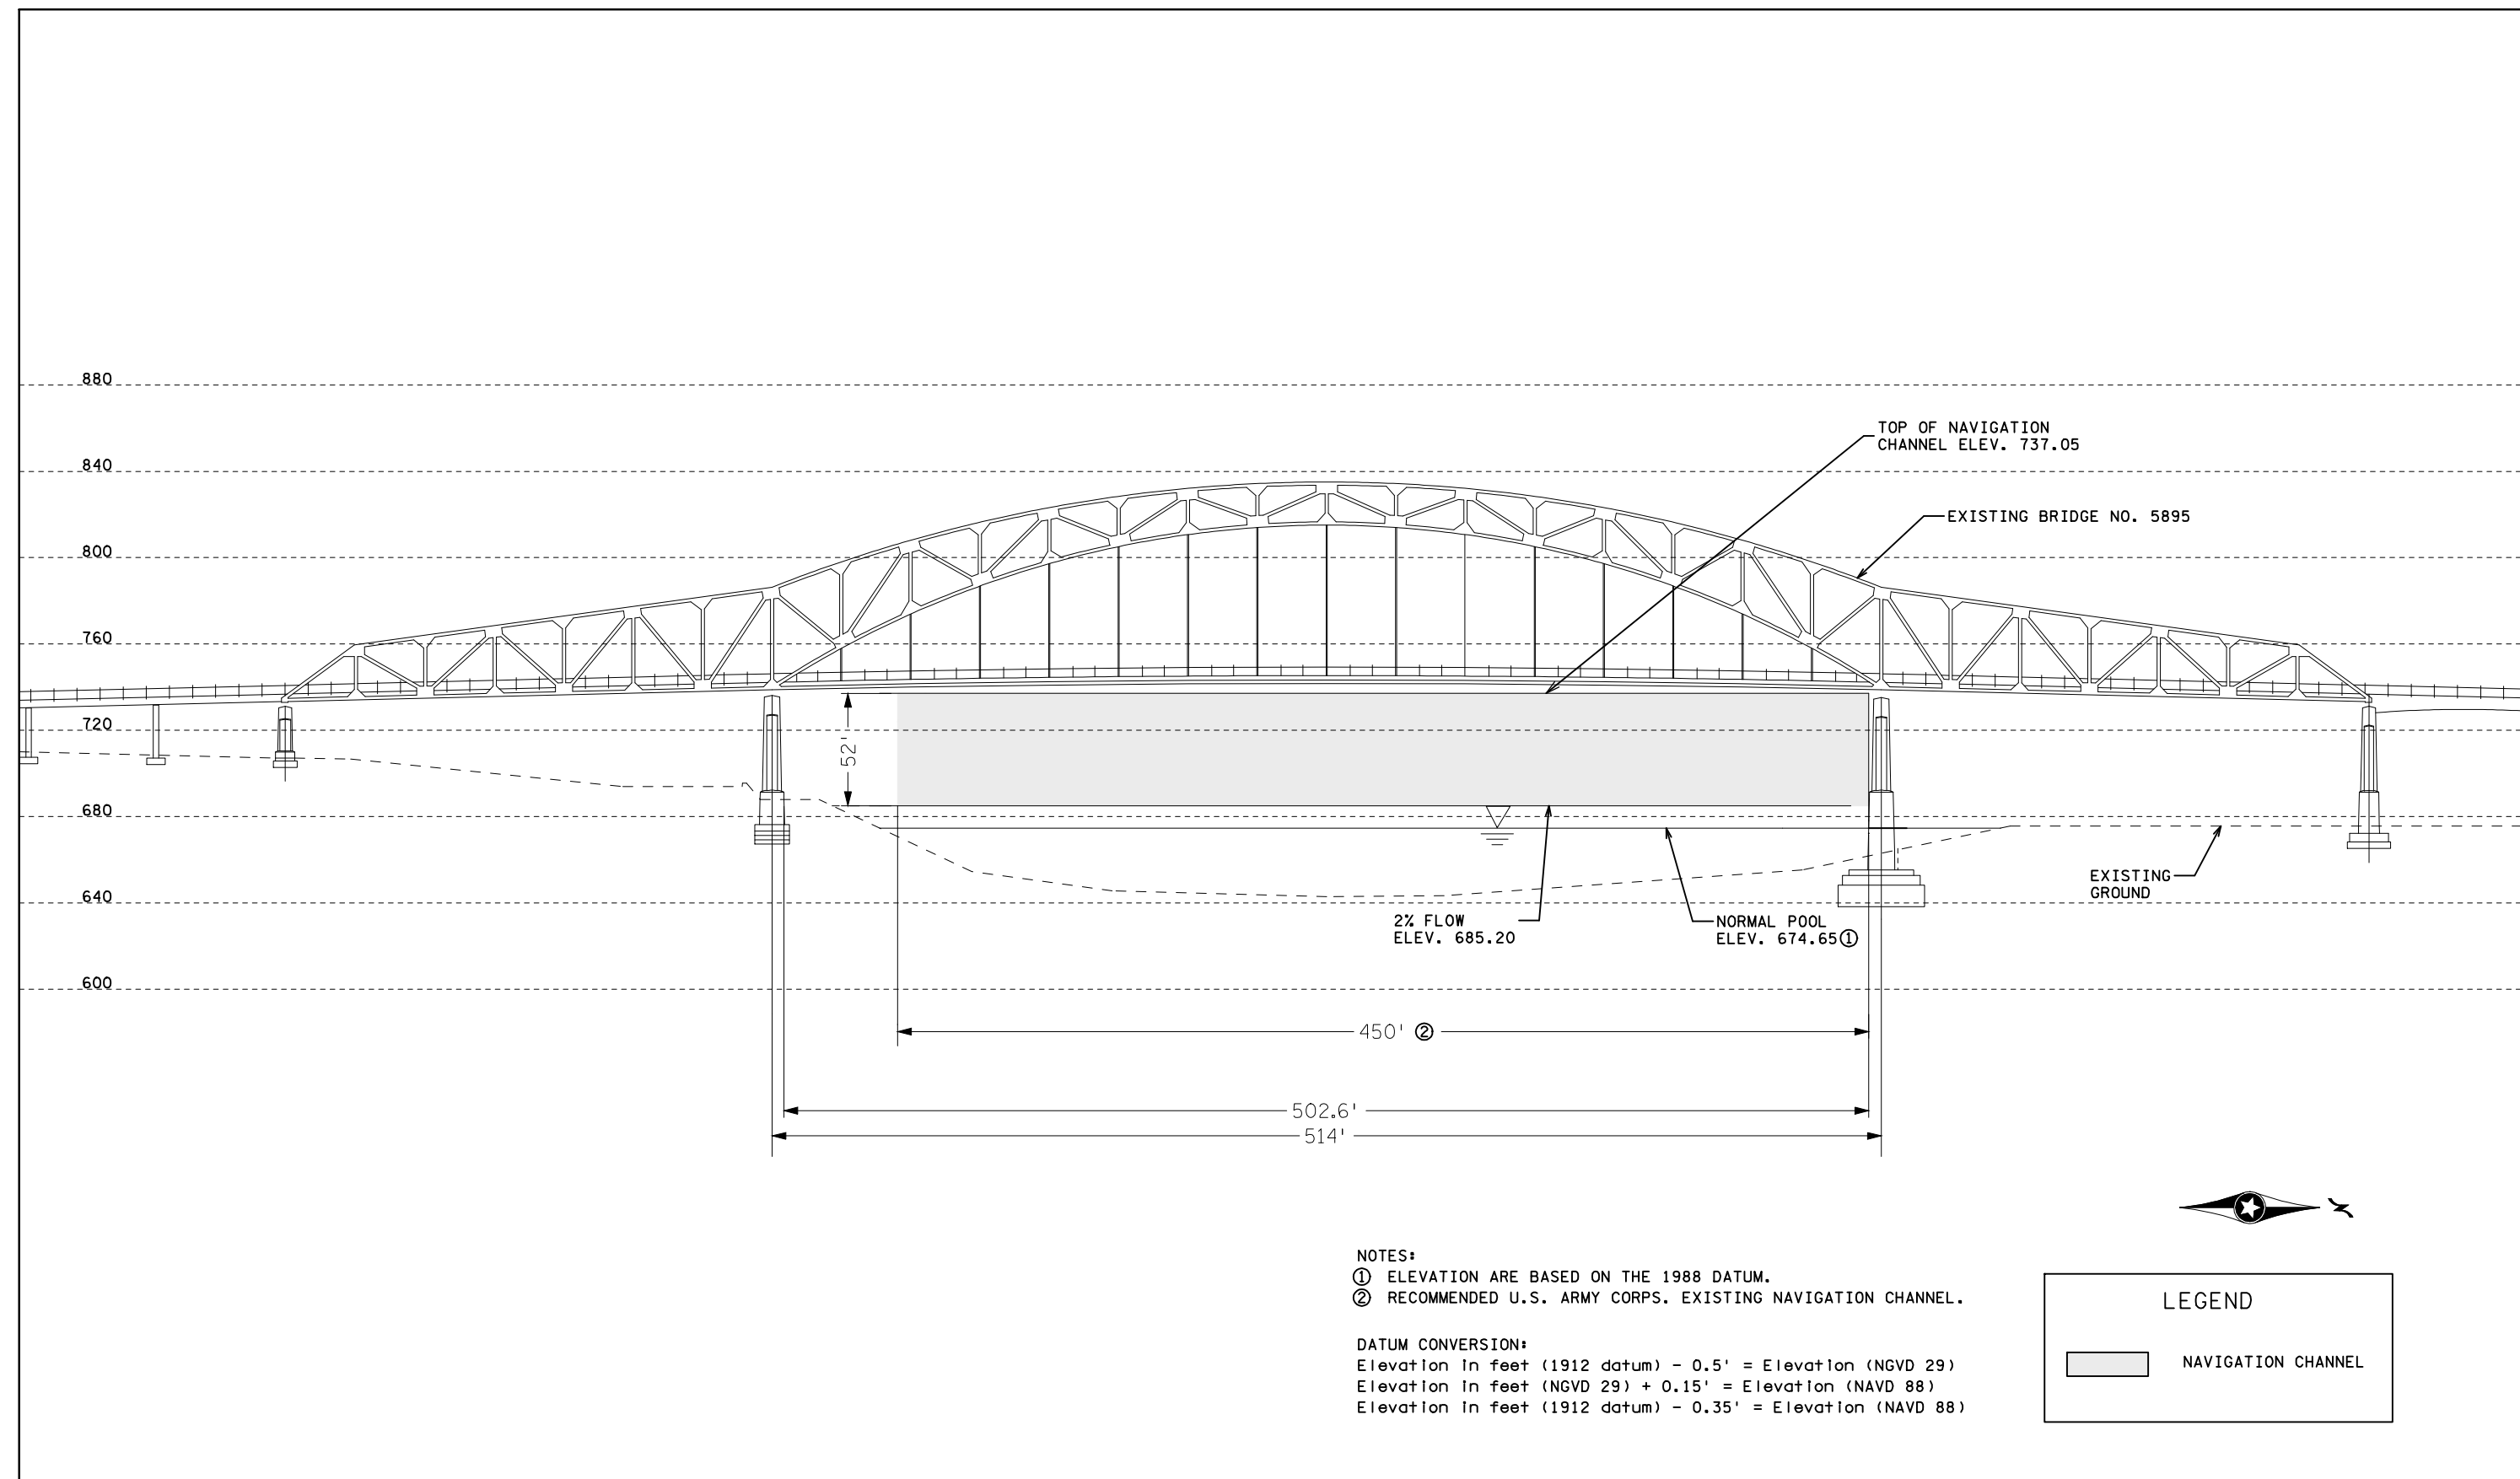 880
TOP OF NAVIGATION
CHANNEL ELEV. 737.05
840
EXISTING BRIDGE NO. 5895
800
760
720
52'
680
EXISTING
GROUND
640
2% FLOW
ELEV. 685.20
NORMAL POOL
ELEV. 674.65①
600
450' ②
502.6'
514'
N
NOTES:
① ELEVATION ARE BASED ON THE 1988 DATUM.
② RECOMMENDED U.S. ARMY CORPS. EXISTING NAVIGATION CHANNEL.
DATUM CONVERSION:
Elevation in feet (1912 datum) - 0.5' = Elevation (NGVD 29)
Elevation in feet (NGVD 29) + 0.15' = Elevation (NAVD 88)
Elevation in feet (1912 datum) - 0.35' = Elevation (NAVD 88)
LEGEND
NAVIGATION CHANNEL